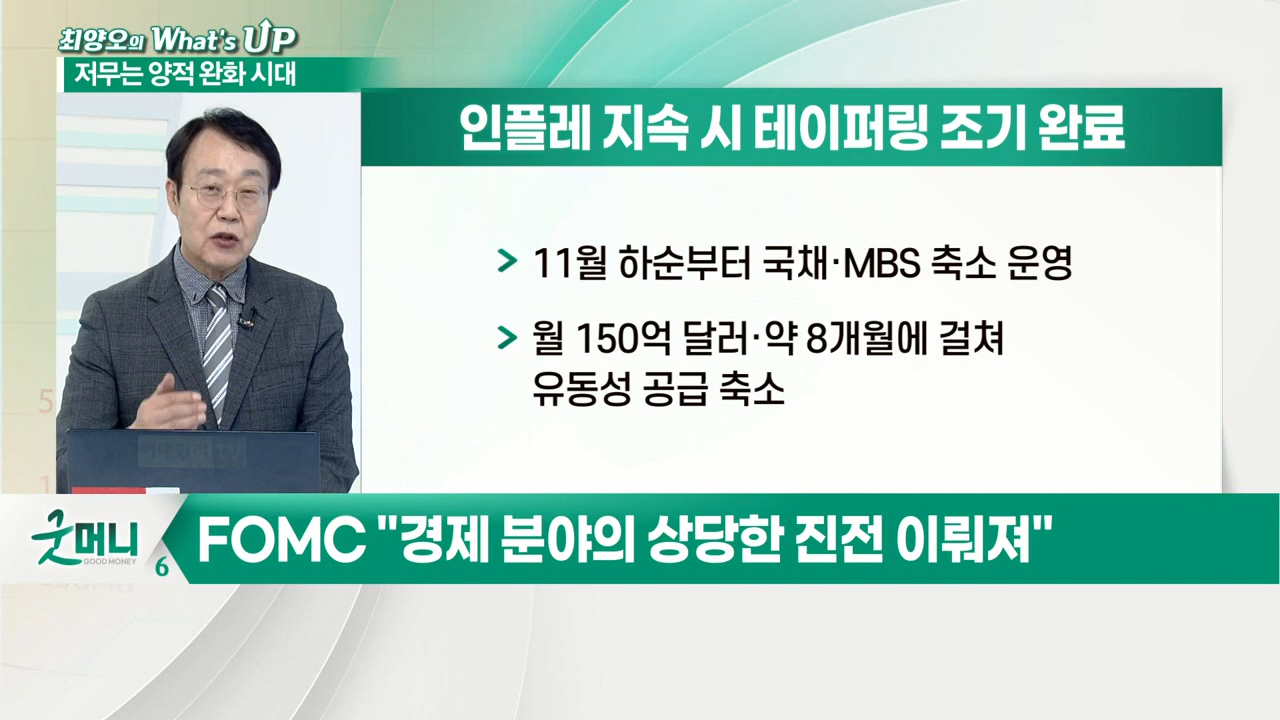 최양오의 What's UP
저무는 양적 완화 시대
인플레 지속 시 테이퍼링 조기 완료
> 11월 하순부터 국채·MBS 축소 운영
> 월 150억 달러·약 8개월에 걸쳐
유동성 공급 축소
굿머니
GOOD MONEY
6
FOMC "경제 분야의 상당한 진전 이뤄져"